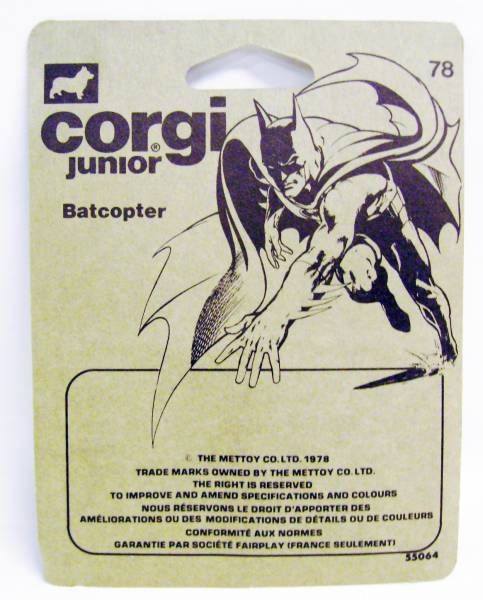 78
corgi®
junior
Batcopter
© THE METTOY CO. LTD. 1978
TRADE MARKS OWNED BY THE METTOY CO. LTD.
THE RIGHT IS RESERVED
TO IMPROVE AND AMEND SPECIFICATIONS AND COLOURS
NOUS RÉSERVONS LE DROIT D'APPORTER DES
AMÉLIORATIONS OU DES MODIFICATIONS DE DÉTAILS OU DE COULEURS
CONFORMITÉ AUX NORMES
GARANTIE PAR SOCIÉTÉ FAIRPLAY (FRANCE SEULEMENT)
55064